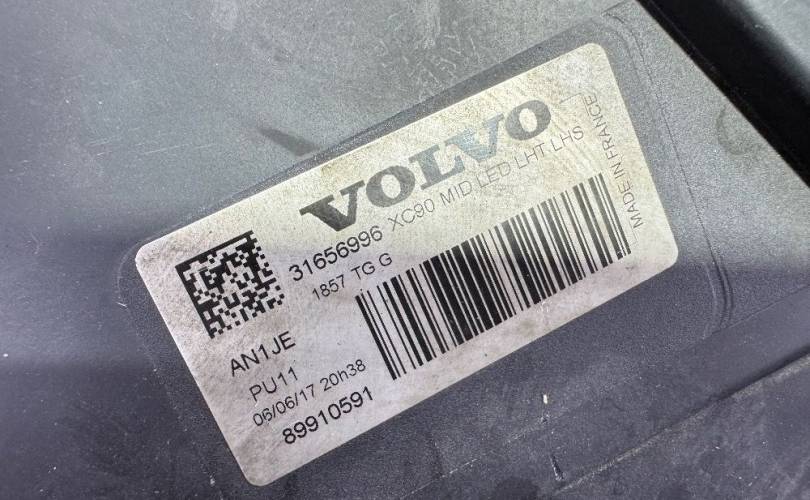 VOLVO
31656996 XC90 MID LED LHT LHS
1857 TG G
MADE IN FRANCE
AN1JE
PU11
06/06/17 20h38
89910591